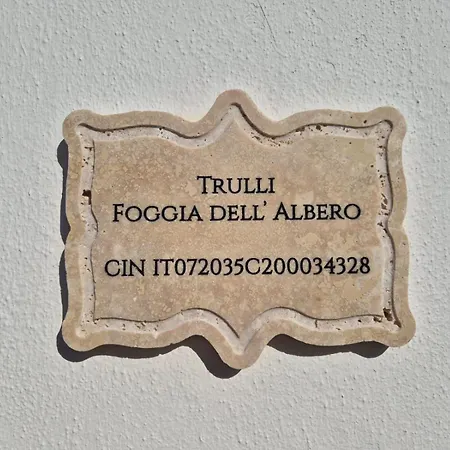 Trulli
Foggia dell' Albero
CIN IT072035C200034328